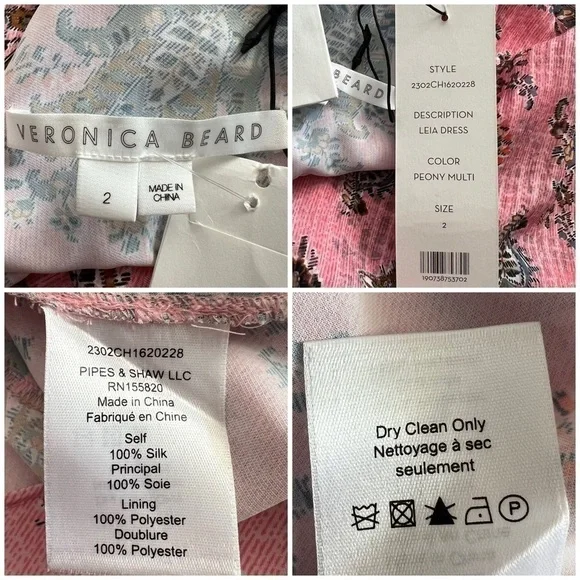 VERONICA BEARD
2
MADE IN
CHINA
BEARD
STYLE
2302CH1620228
DESCRIPTION
LEIA DRESS
COLOR
PEONY MULTI
SIZE
2
190738753702
2302CH1620228
PIPES & SHAW LLC
RN155820
Made in China
Fabriqué en Chine
Self
100% Silk
Principal
100% Soie
Lining
100% Polyester
Doublure
100% Polyester
Dry Clean Only
Nettoyage à sec
seulement
P